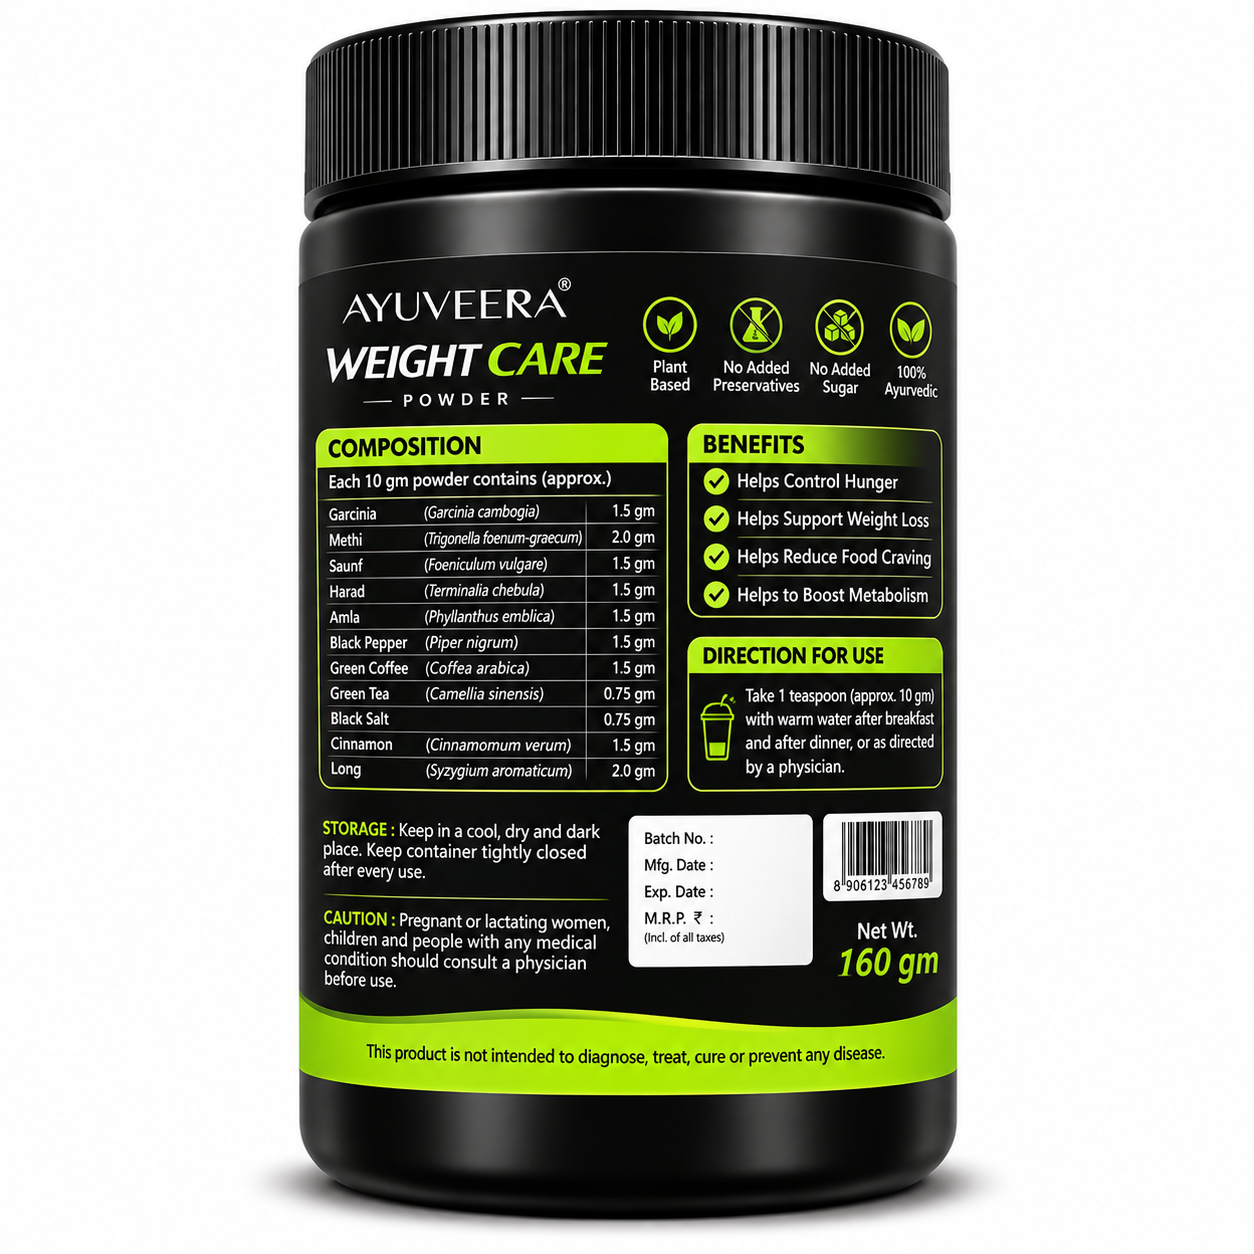 AYUVEERA®
WEIGHT CARE
POWDER
Plant
Based
No Added
Preservatives
No Added
Sugar
100%
Ayurvedic
COMPOSITION
Each 10 gm powder contains (approx.)
Garcinia (Garcinia cambogia) 1.5 gm
Methi (Trigonella foenum-graecum) 2.0 gm
Saunf (Foeniculum vulgare) 1.5 gm
Harad (Terminalia chebula) 1.5 gm
Amla (Phyllanthus emblica) 1.5 gm
Black Pepper (Piper nigrum) 1.5 gm
Green Coffee (Coffea arabica) 1.5 gm
Green Tea (Camellia sinensis) 0.75 gm
Black Salt 0.75 gm
Cinnamon (Cinnamomum verum) 1.5 gm
Long (Syzygium aromaticum) 2.0 gm
BENEFITS
Helps Control Hunger
Helps Support Weight Loss
Helps Reduce Food Craving
Helps to Boost Metabolism
DIRECTION FOR USE
Take 1 teaspoon (approx. 10 gm)
with warm water after breakfast
and after dinner, or as directed
by a physician.
STORAGE : Keep in a cool, dry and dark
place. Keep container tightly closed
after every use.
CAUTION : Pregnant or lactating women,
children and people with any medical
condition should consult a physician
before use.
Batch No. :
Mfg. Date :
Exp. Date :
M.R.P. ₹ :
(Incl. of all taxes)
8 906123 456789
Net Wt.
160 gm
This product is not intended to diagnose, treat, cure or prevent any disease.